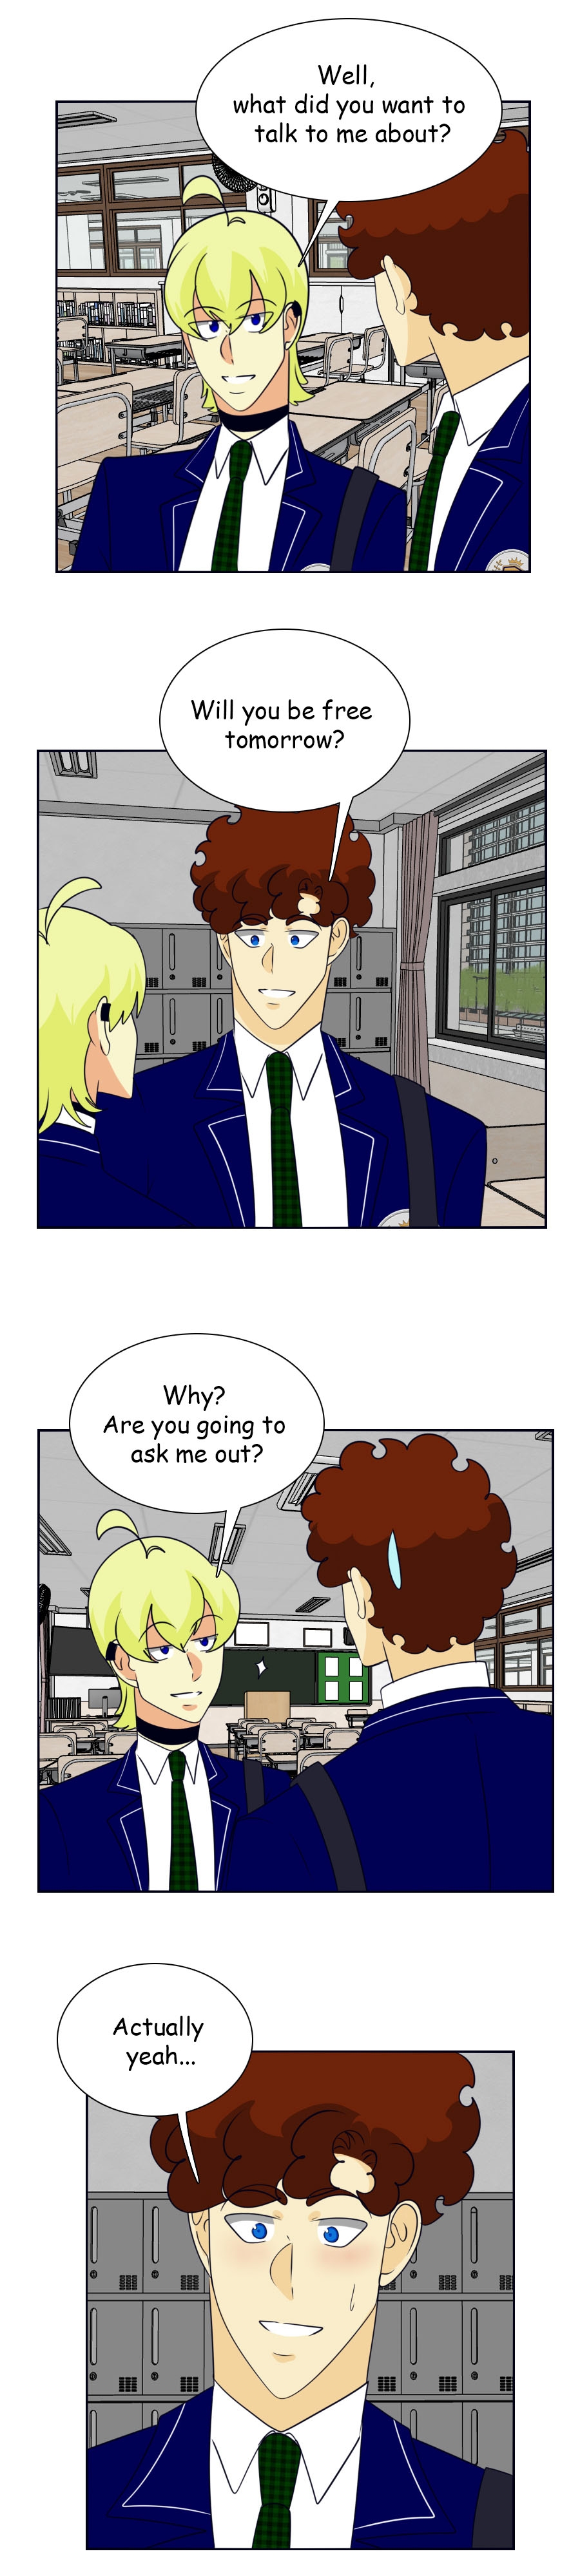 Well,
what did you want to
talk to me about?
Will you be free
tomorrow?
Why?
Are you going to
ask me out?
Actually
yeah...